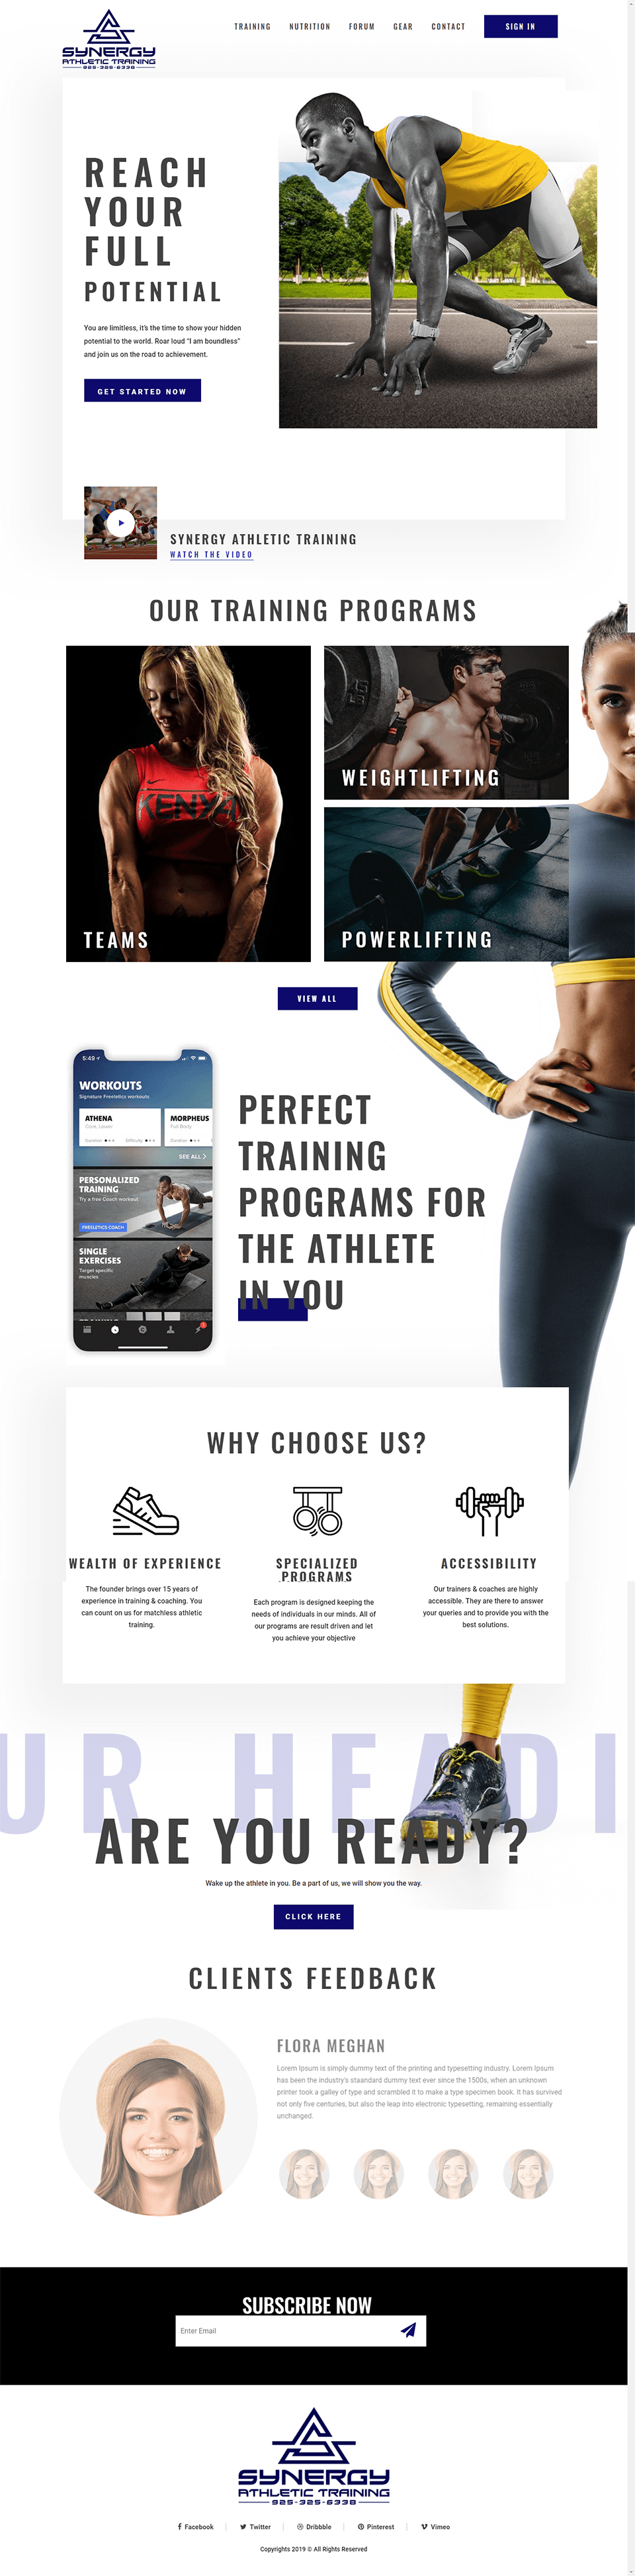 SYNERGY
ATHLETIC TRAINING
925-325-6338
TRAINING NUTRITION FORUM GEAR CONTACT SIGN IN
REACH
YOUR
FULL
POTENTIAL
You are limitless, it's the time to show your hidden
potential to the world. Roar loud "I am boundless"
and join us on the road to achievement.
GET STARTED NOW
SYNERGY ATHLETIC TRAINING
WATCH THE VIDEO
OUR TRAINING PROGRAMS
KENYA
TEAMS
WEIGHTLIFTING
POWERLIFTING
VIEW ALL
5:49
WORKOUTS
Signature Freeletics workouts
ATHENA
Core, Lower
MORPHEUS
Full Body
SEE ALL >
PERSONALIZED
TRAINING
Try a free Coach workout
FREELETICS COACH
SINGLE
EXERCISES
Target specific
muscles
PERFECT
TRAINING
PROGRAMS FOR
THE ATHLETE
IN YOU
WHY CHOOSE US?
WEALTH OF EXPERIENCE
The founder brings over 15 years of
experience in training & coaching. You
can count on us for matchless athletic
training.
SPECIALIZED
PROGRAMS
Each program is designed keeping the
needs of individuals in our minds. All of
our programs are result driven and let
you achieve your objective
ACCESSIBILITY
Our trainers & coaches are highly
accessible. They are there to answer
your queries and to provide you with the
best solutions.
UR HEADI
ARE YOU READY?
Wake up the athlete in you. Be a part of us, we will show you the way.
CLICK HERE
CLIENTS FEEDBACK
FLORA MEGHAN
Lorem Ipsum is simply dummy text of the printing and typesetting industry. Lorem Ipsum
has been the industry's staandard dummy text ever since the 1500s, when an unknown
printer took a galley of type and scrambled it to make a type specimen book. It has survived
not only five centuries, but also the leap into electronic typesetting, remaining essentially
unchanged.
SUBSCRIBE NOW
Enter Email
SYNERGY
ATHLETIC TRAINING
925-325-6338
Facebook Twitter Dribbble Pinterest Vimeo
Copyrights 2019 © All Rights Reserved